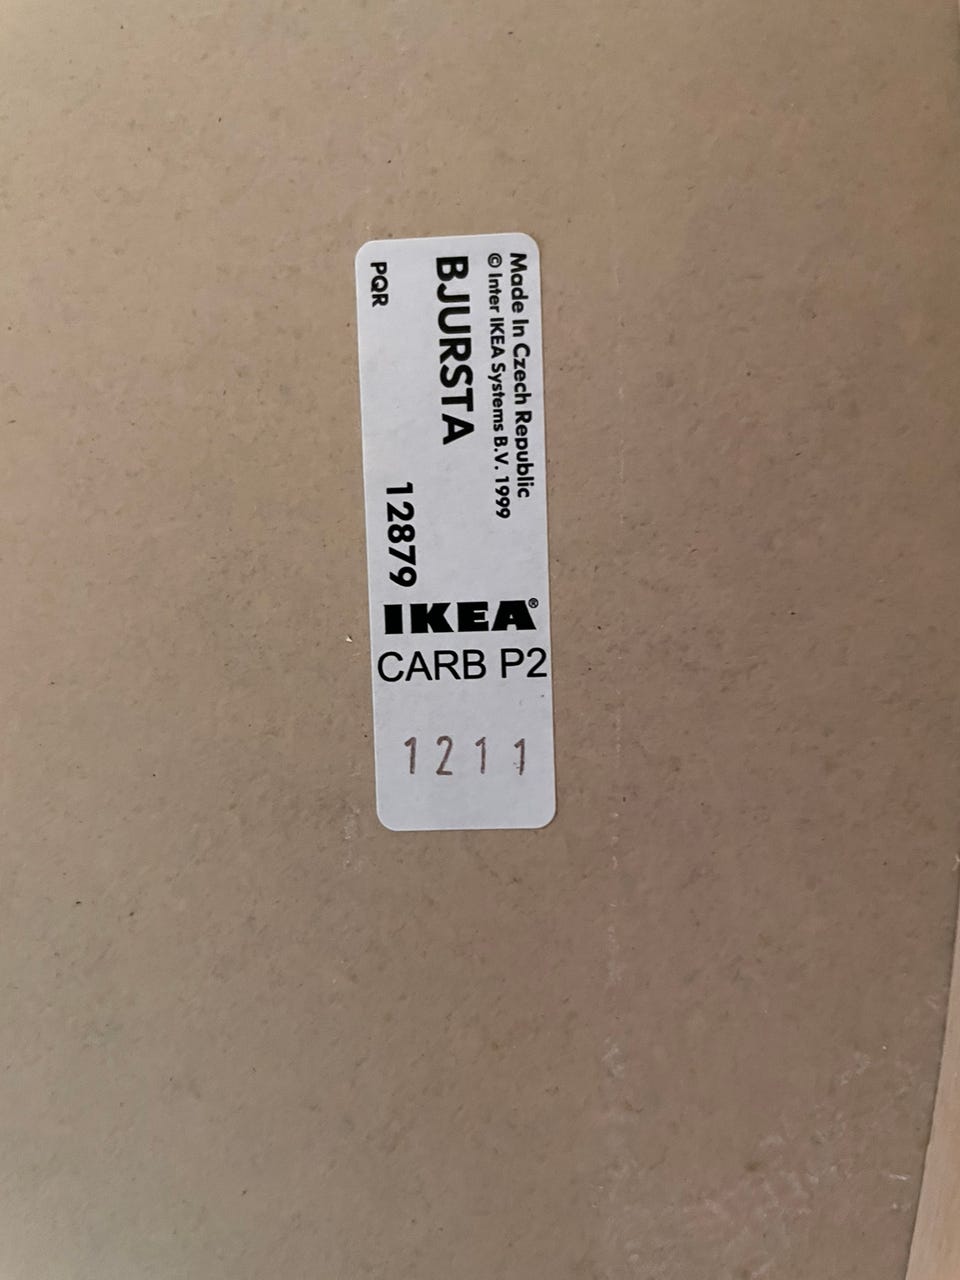 Made In Czech Republic
© Inter IKEA Systems B.V. 1999
BJURSTA
PQR
12879
IKEA®
CARB P2
1211